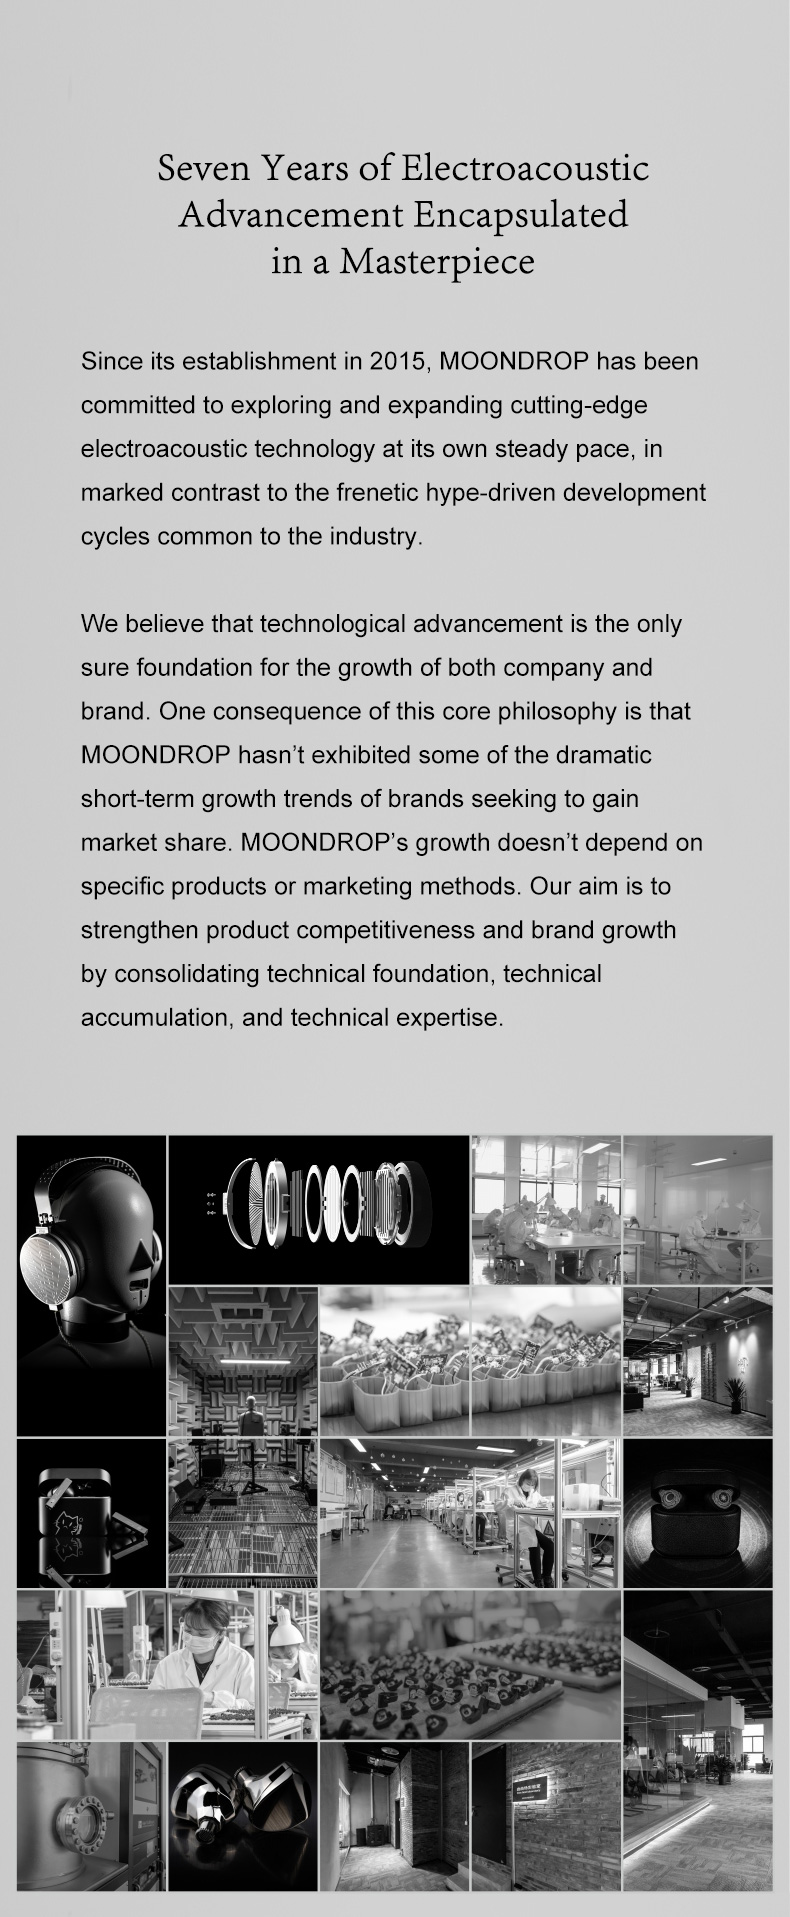 Seven Years of Electroacoustic
Advancement Encapsulated
in a Masterpiece
Since its establishment in 2015, MOONDROP has been
committed to exploring and expanding cutting-edge
electroacoustic technology at its own steady pace, in
marked contrast to the frenetic hype-driven development
cycles common to the industry.
We believe that technological advancement is the only
sure foundation for the growth of both company and
brand. One consequence of this core philosophy is that
MOONDROP hasn’t exhibited some of the dramatic
short-term growth trends of brands seeking to gain
market share. MOONDROP’s growth doesn’t depend on
specific products or marketing methods. Our aim is to
strengthen product competitiveness and brand growth
by consolidating technical foundation, technical
accumulation, and technical expertise.